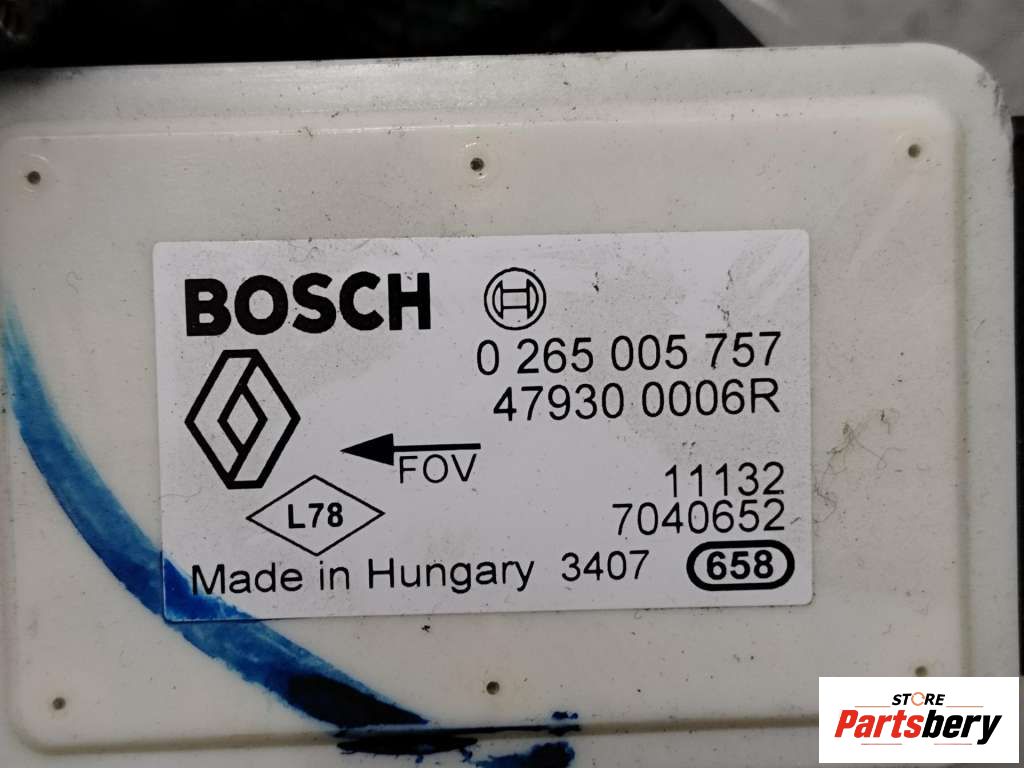 BOSCH
0 265 005 757
47930 0006R
FOV
11132
L78
7040652
Made in Hungary 3407 658
STORE
Partsbery